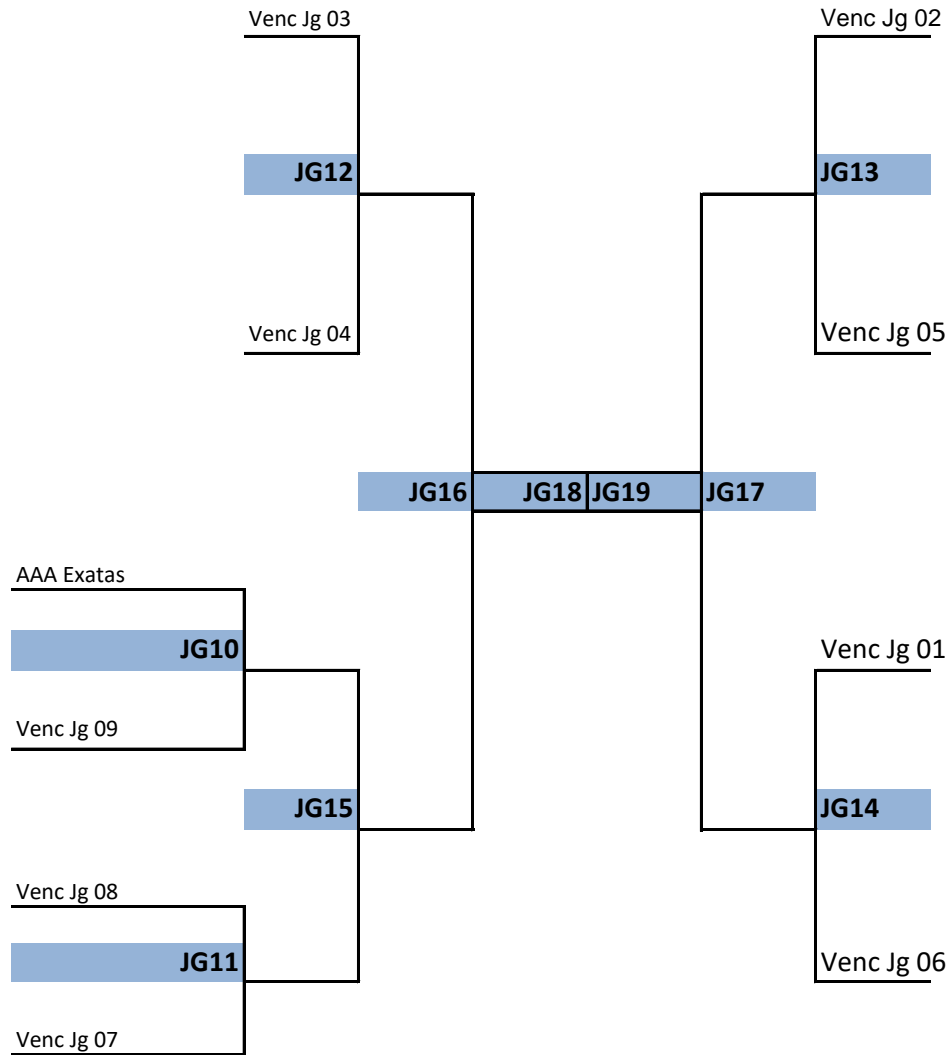 Venc Jg 03
Venc Jg 02
JG12
JG13
Venc Jg 04
Venc Jg 05
JG16
JG18
JG19
JG17
AAA Exatas
JG10
Venc Jg 01
Venc Jg 09
JG15
JG14
Venc Jg 08
JG11
Venc Jg 06
Venc Jg 07